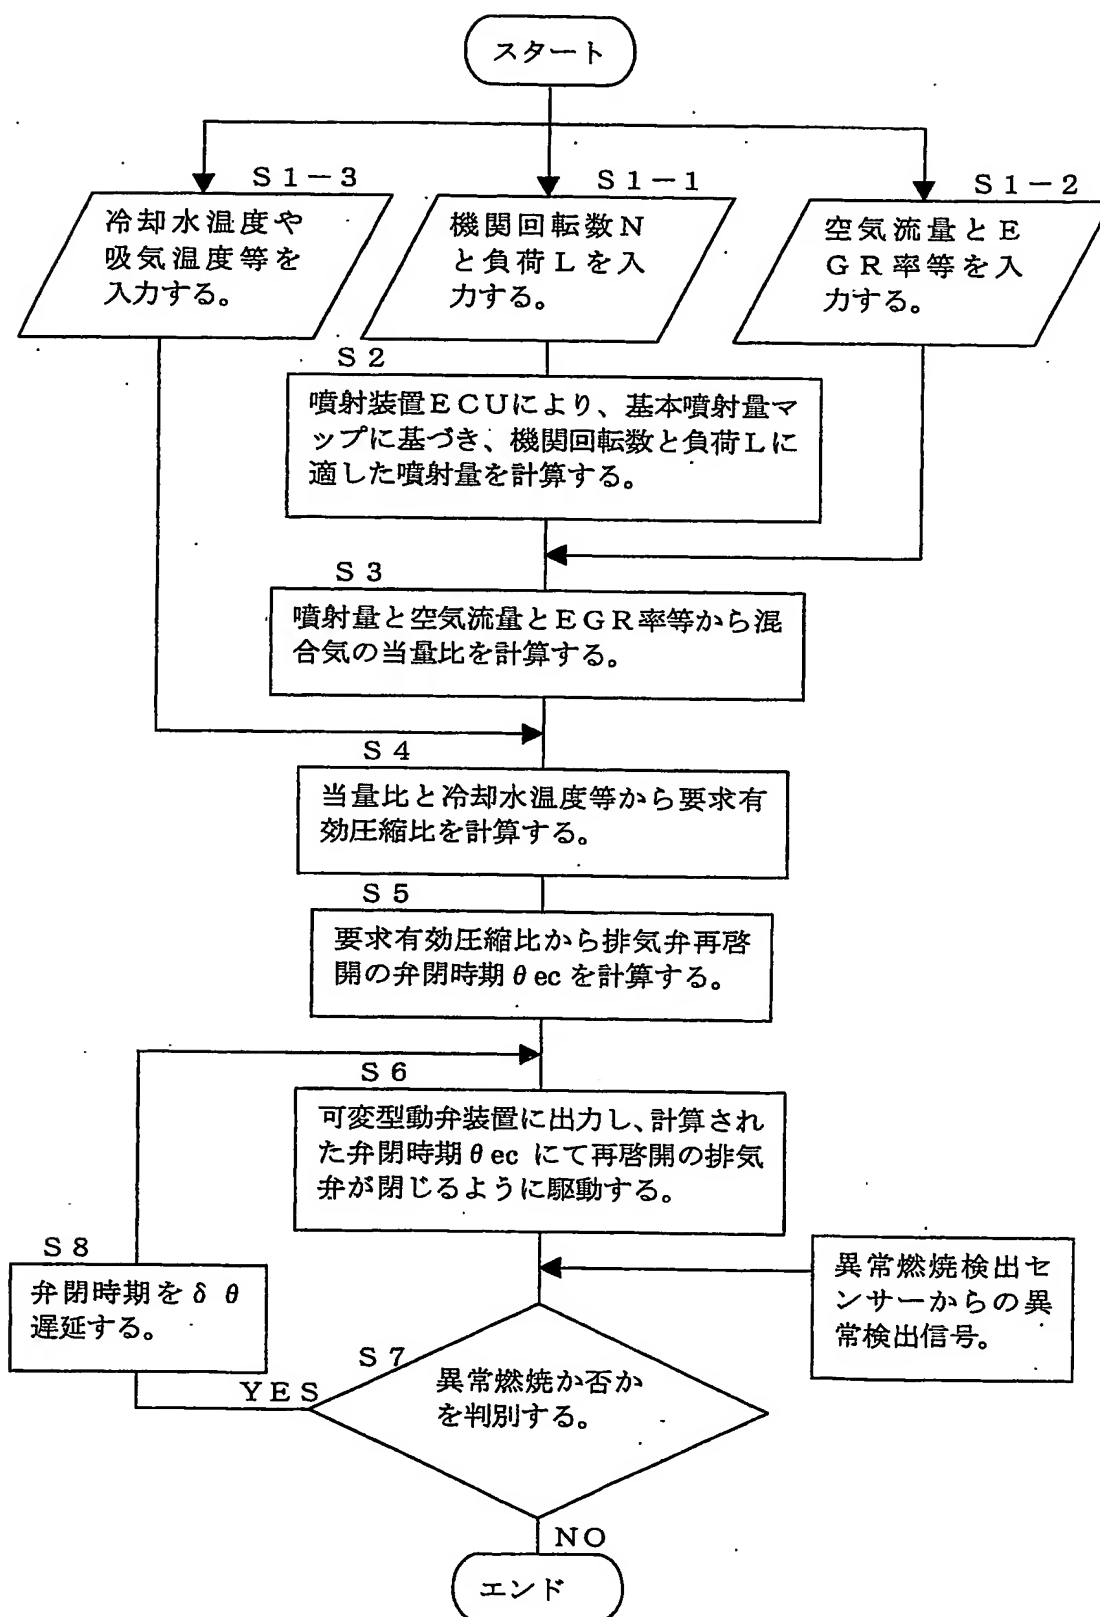 スタート
S1-3
冷却水温度や
吸気温度等を
入力する。
S1-1
機関回転数N
と負荷Lを入
力する。
S1-2
空気流量とE
GR率等を入
力する。
S2
噴射装置ECUにより、基本噴射量マ
ップに基づき、機関回転数と負荷Lに
適した噴射量を計算する。
S3
噴射量と空気流量とEGR率等から混
合気の当量比を計算する。
S4
当量比と冷却水温度等から要求有
効圧縮比を計算する。
S5
要求有効圧縮比から排気弁再啓
開の弁閉時期θecを計算する。
S6
可変型動弁装置に出力し、計算され
た弁閉時期θecにて再啓開の排気
弁が閉じるように駆動する。
S8
弁閉時期をδθ
遅延する。
異常燃焼検出セ
ンサーからの異
常検出信号。
S7
異常燃焼か否か
を判別する。
YES
NO
エンド